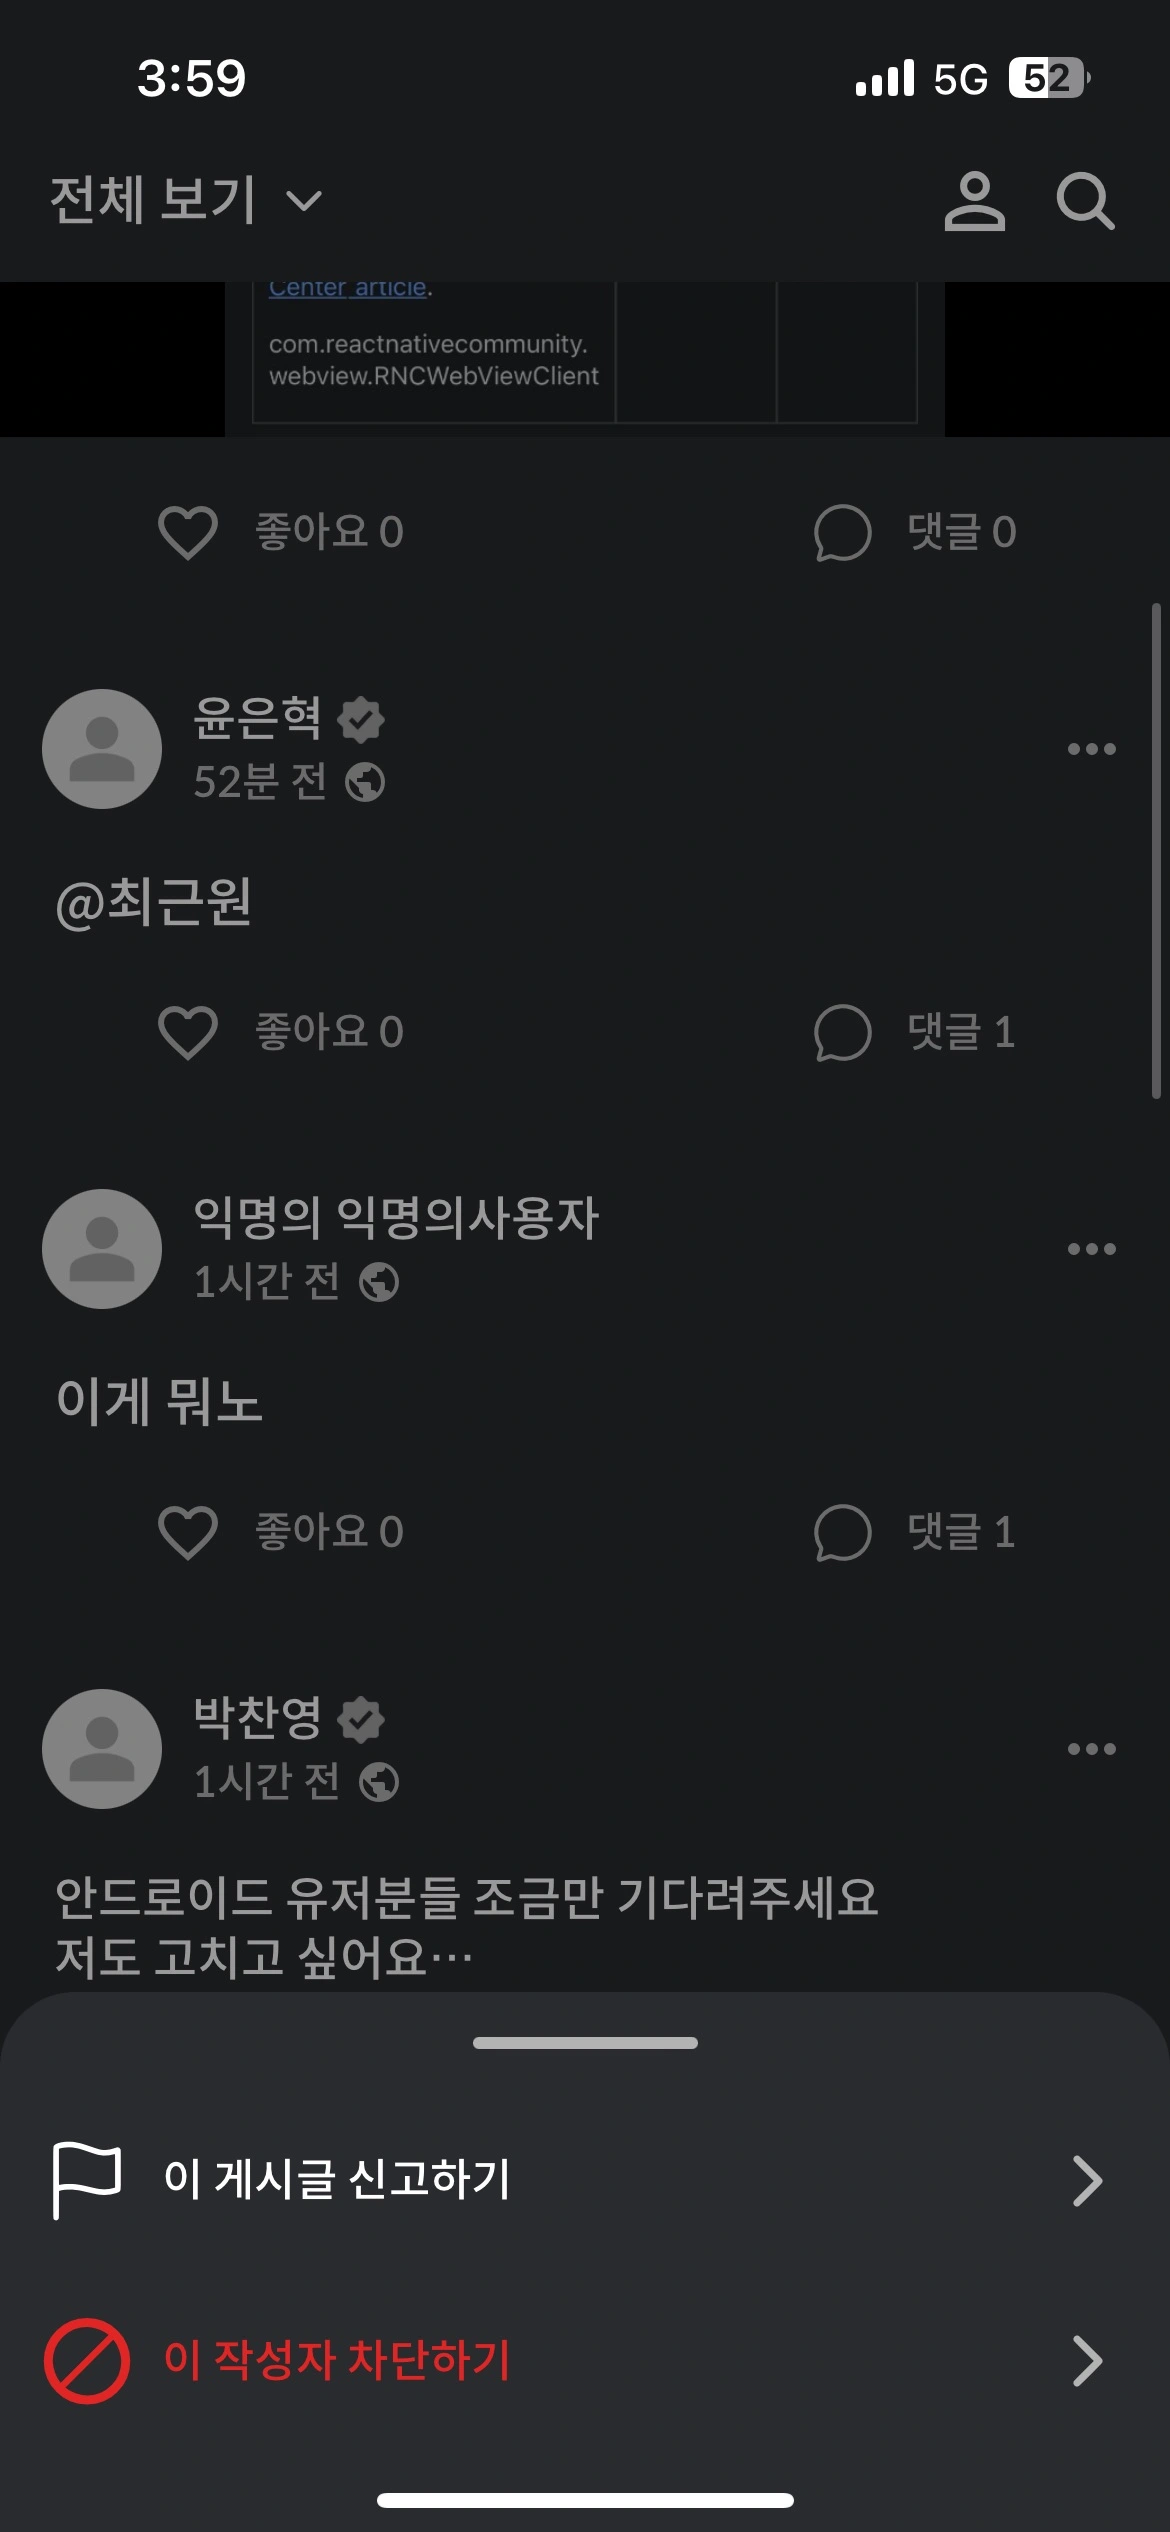 3:59
5G 52
전체 보기
Center article.
com.reactnativecommunity.
webview.RNCWebViewClient
좋아요 0
댓글 0
윤은혁
52분 전
@최근원
좋아요 0
댓글 1
익명의 익명의사용자
1시간 전
이게 뭐노
좋아요 0
댓글 1
박찬영
1시간 전
안드로이드 유저분들 조금만 기다려주세요
저도 고치고 싶어요…
이 게시글 신고하기
이 작성자 차단하기